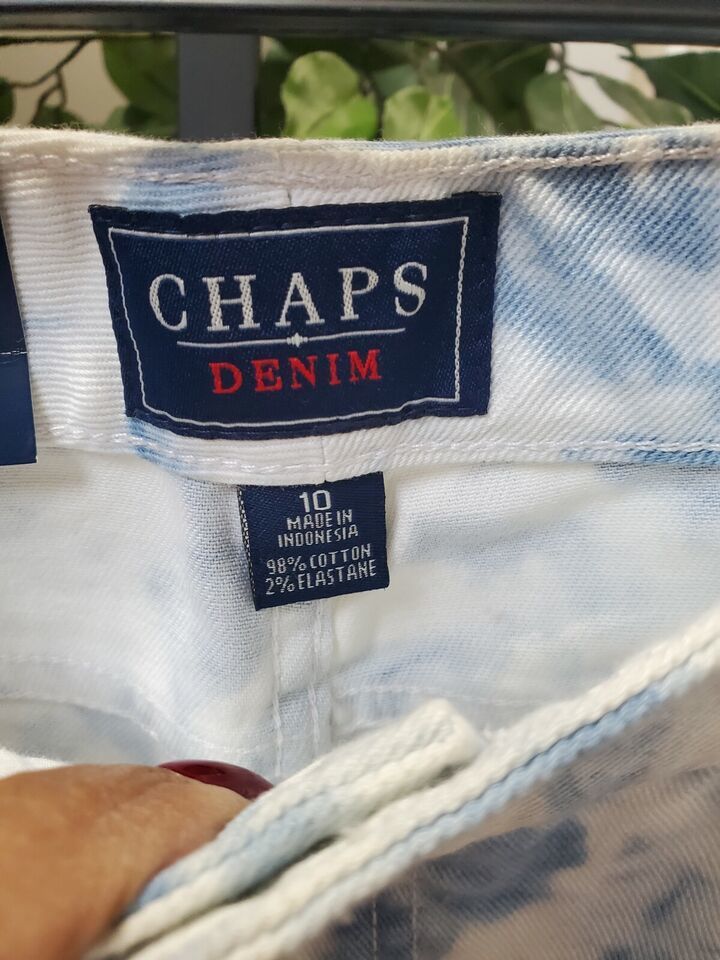 CHAPS
DENIM
10
MADE IN
INDONESIA
98% COTTON
2% ELASTANE